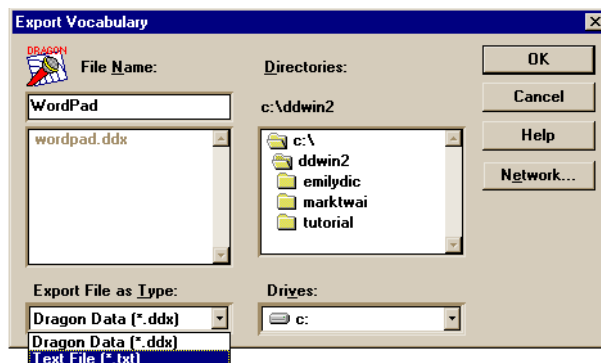 Export Vocabulary
DRAGON
File Name:
WordPad
wordpad.ddx
Export File as Type:
Dragon Data (*.ddx)
Dragon Data (*.ddx)
Text File (*.txt)
Directories:
c:\ddwin2
c:\
ddwin2
emilydic
marktwai
tutorial
Drives:
c:
OK
Cancel
Help
Network...